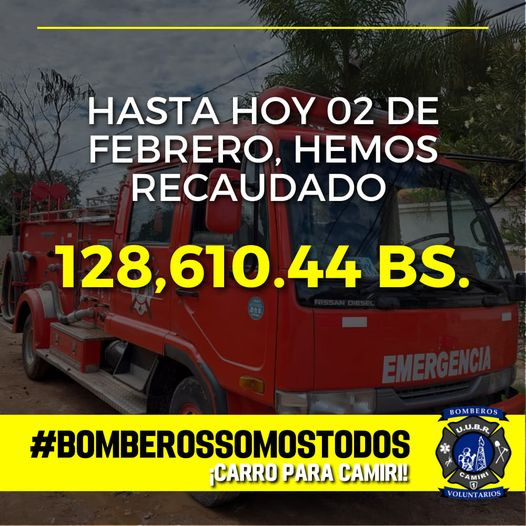 HASTA HOY 02 DE
FEBRERO, HEMOS
RECAUDADO
128,610.44 BS.
NISSAN DIESEL
EMERGENCIA
#BOMBEROSSOMOSTODOS
¡CARRO PARA CAMIRI!
BOMBEROS
U.U.B.R.
CAMIRI
VOLUNTARIOS